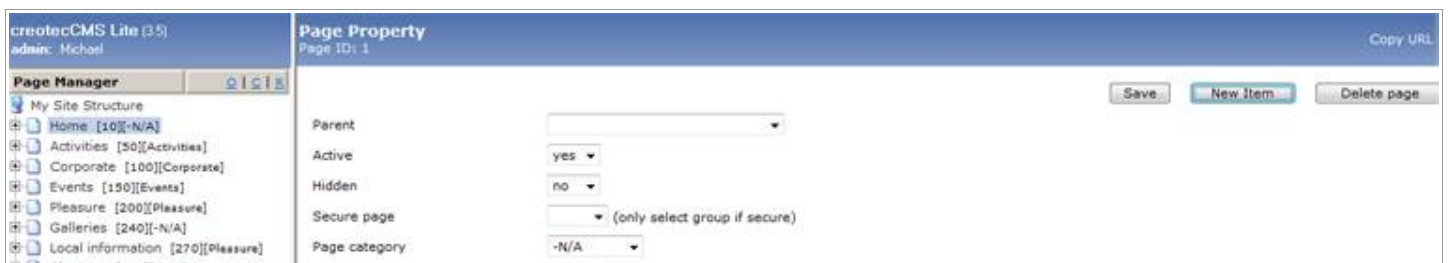 creotecCMS Lite (3.5)
admin: Michael
Page Property
Page ID: 1
Copy URL
Page Manager
O | C | R
My Site Structure
Home [10][-N/A]
Activities [50][Activities]
Corporate [100][Corporate]
Events [150][Events]
Pleasure [200][Pleasure]
Galleries [240][-N/A]
Local information [270][Pleasure]
Save
New Item
Delete page
Parent
Active yes
Hidden no
Secure page (only select group if secure)
Page category -N/A